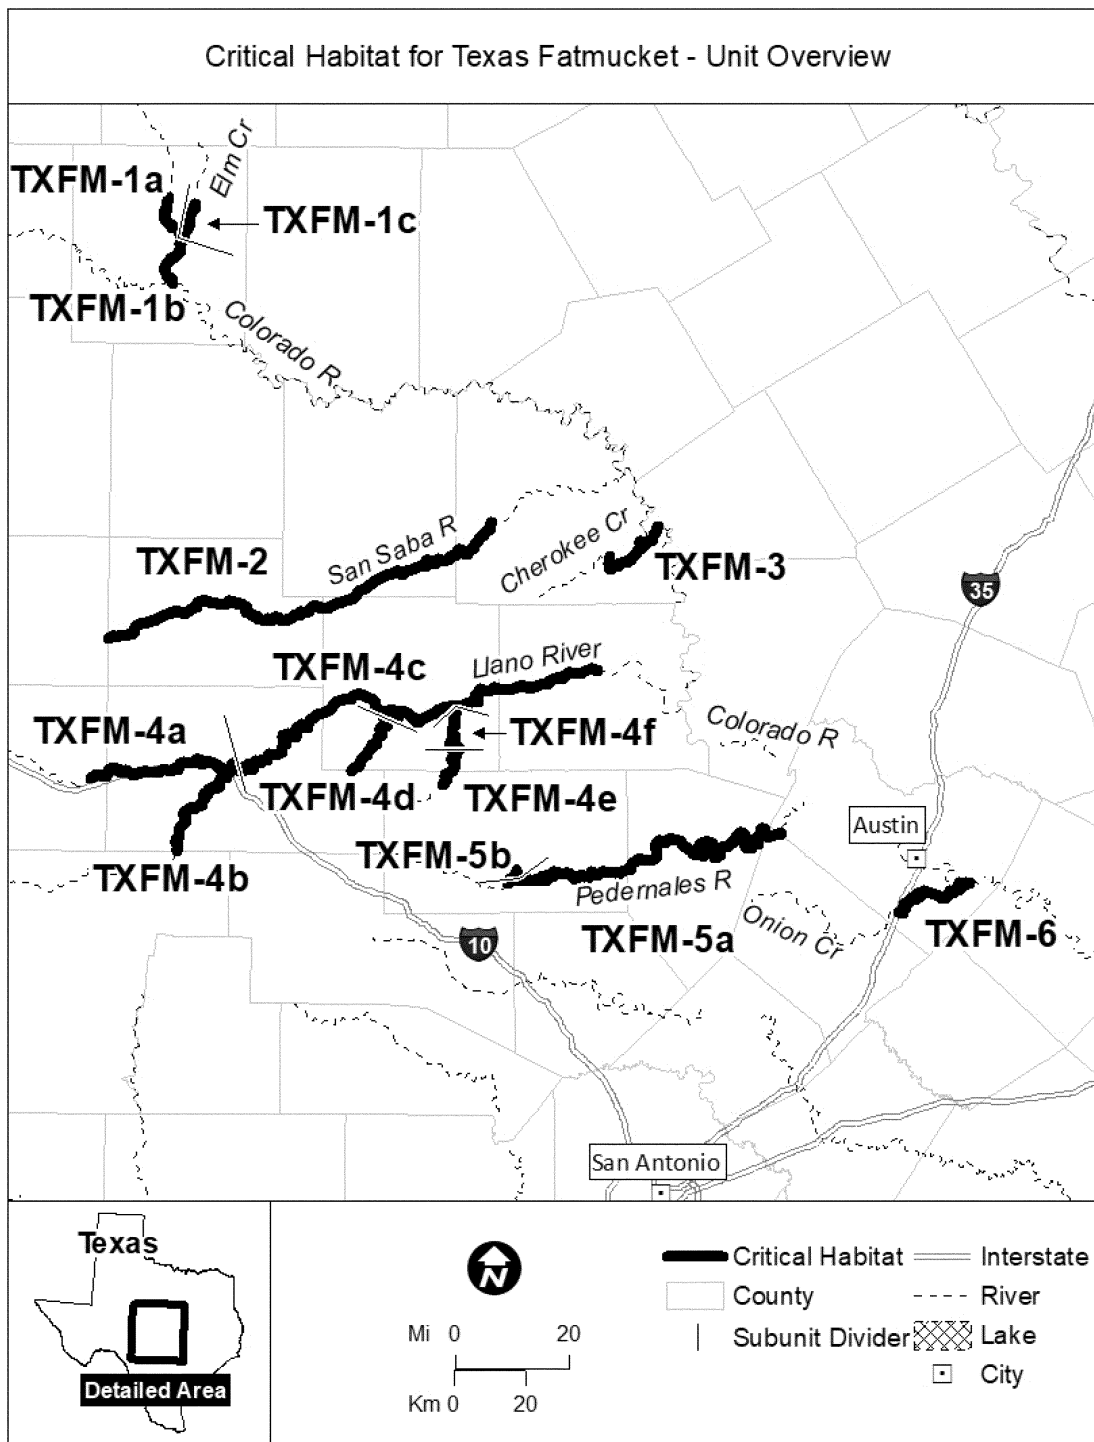 Critical Habitat for Texas Fatmucket - Unit Overview
Elm Cr
TXFM-1a
TXFM-1c
TXFM-1b
Colorado R
San Saba R
Cherokee Cr
TXFM-2
TXFM-3
35
Llano River
TXFM-4c
TXFM-4a
TXFM-4f
Colorado R
TXFM-4d
TXFM-4e
Austin
TXFM-5b
TXFM-4b
Pedernales R
Onion Cr
TXFM-5a
TXFM-6
10
San Antonio
Texas
Detailed Area
N
Mi 0 20
Km 0 20
Critical Habitat
County
Subunit Divider
Interstate
River
Lake
City